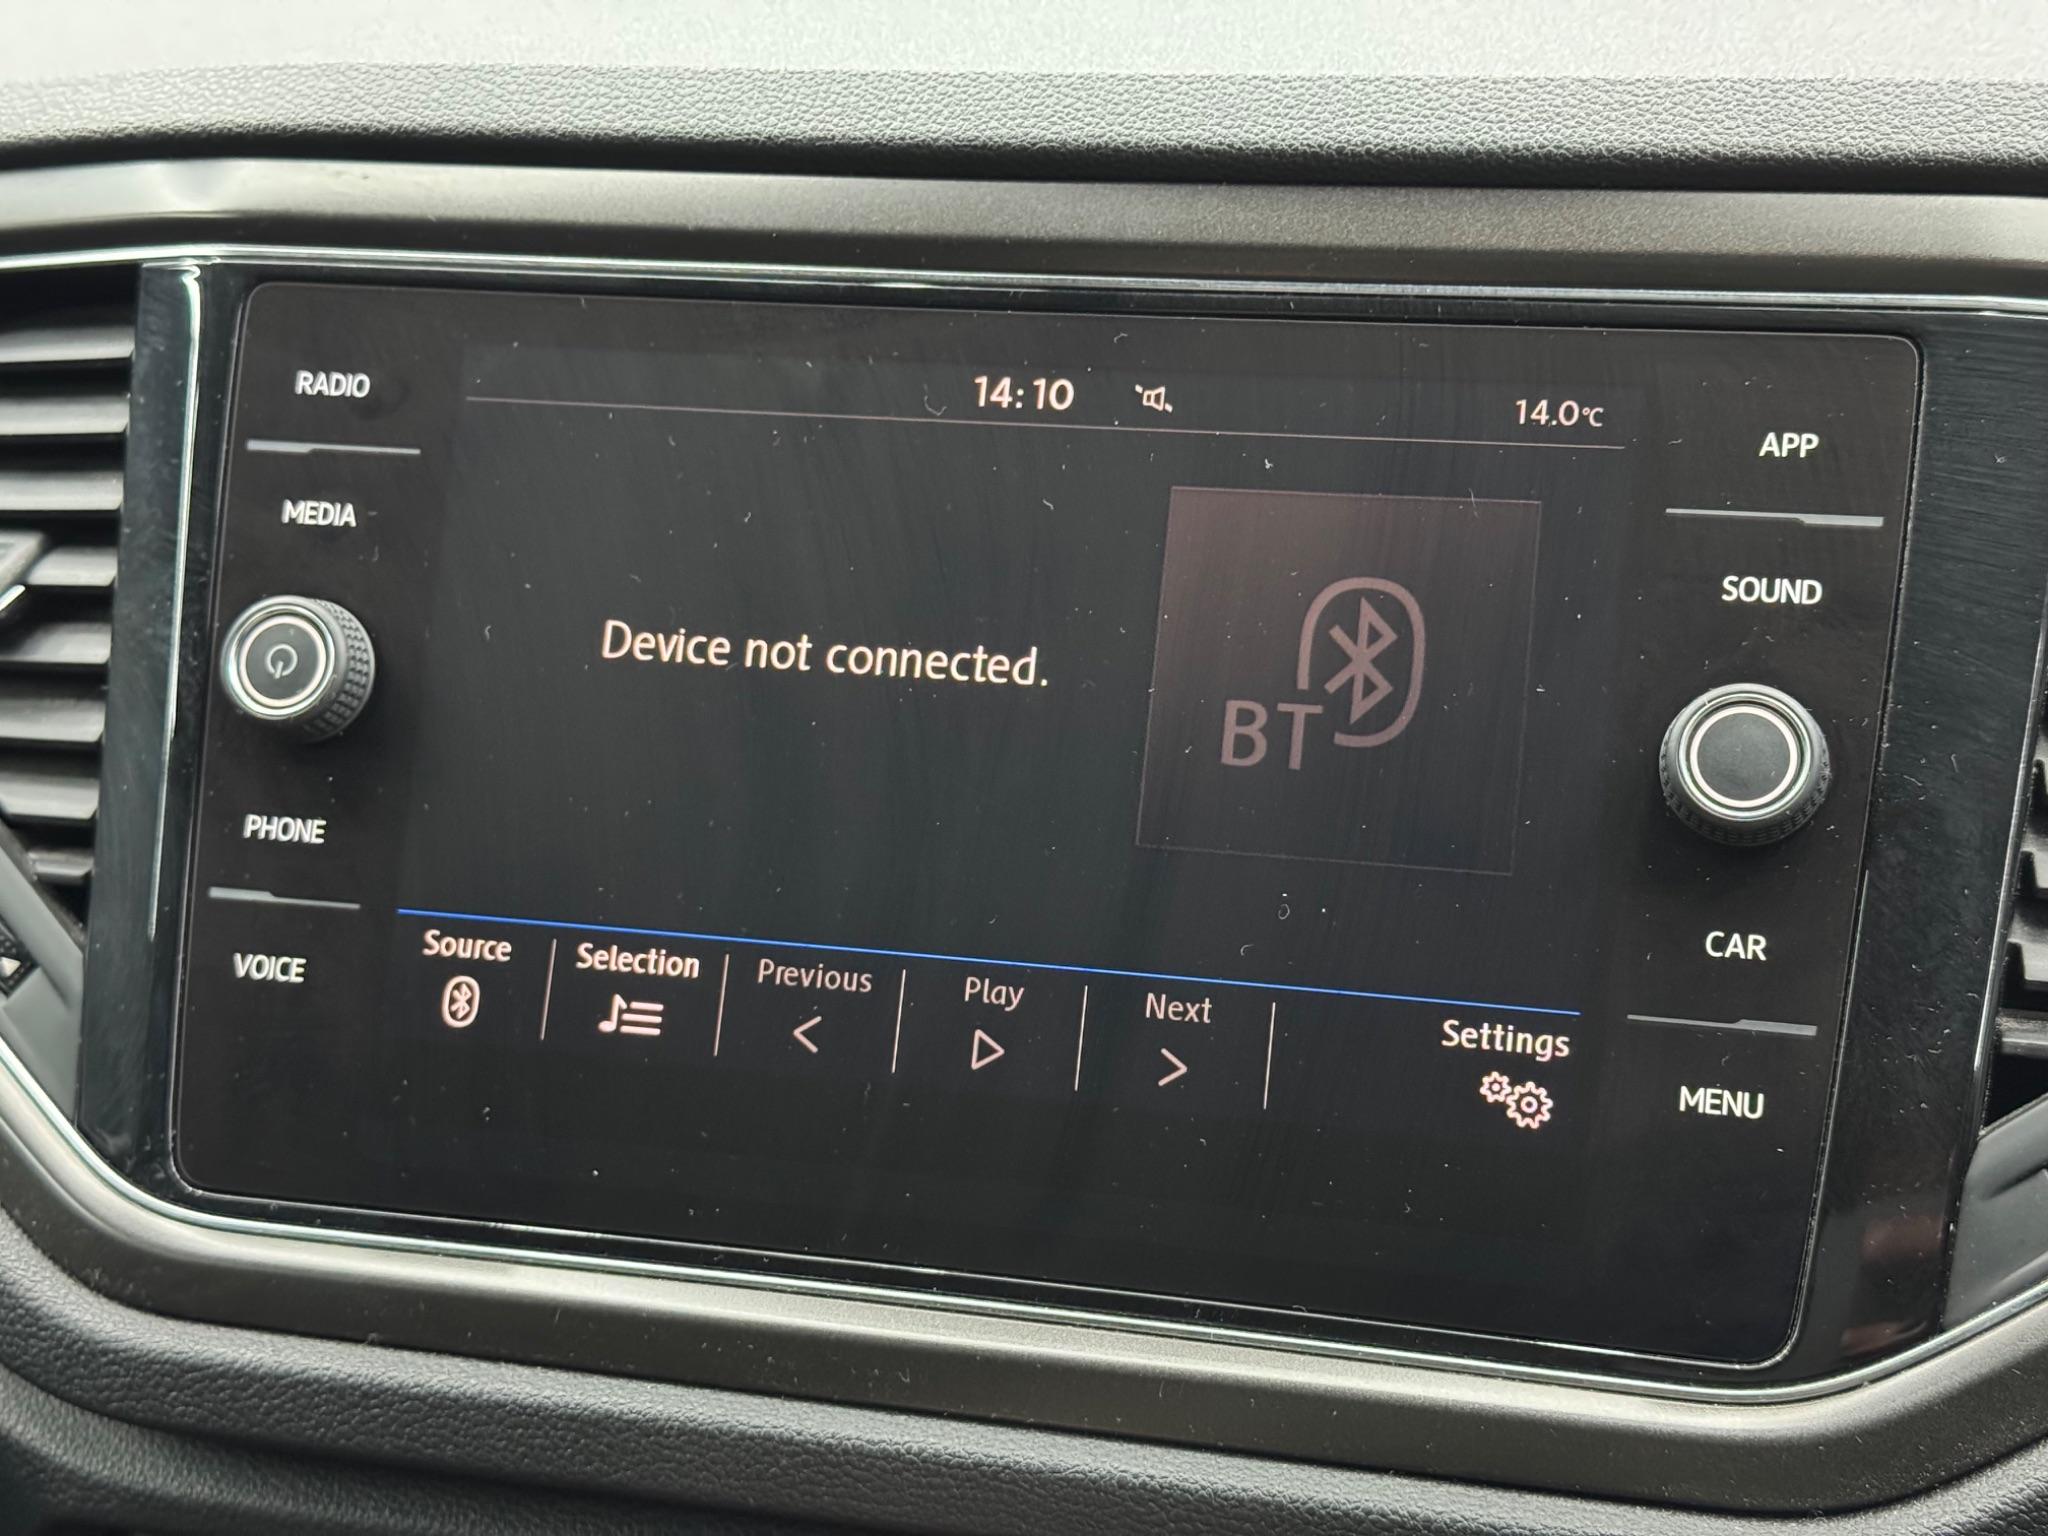 RADIO
MEDIA
PHONE
VOICE
14:10
14.0°C
Device not connected.
BT
Source
Selection
Previous
Play
Next
Settings
APP
SOUND
CAR
MENU